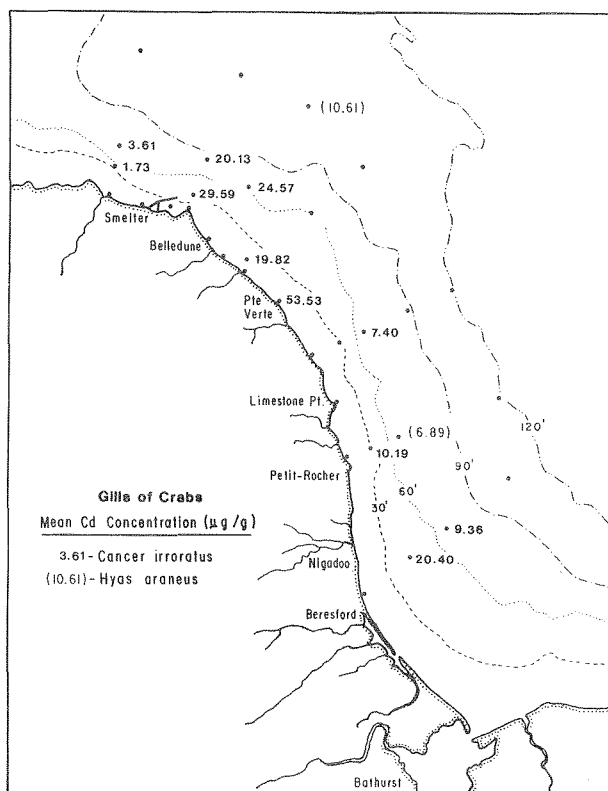 (10.61)
3.61
1.73
20.13
24.57
29.59
Smelter
Belledune
19.82
53.53
Pte
Verte
7.40
Limestone Pt.
(6.89)
120'
10.19
90'
Petit-Rocher
60'
30'
Gills of Crabs
Mean Cd Concentration (µg/g)
3.61-Cancer irroratus
(10.61)-Hyas araneus
9.36
20.40
Nigadoo
Beresford
Bathurst